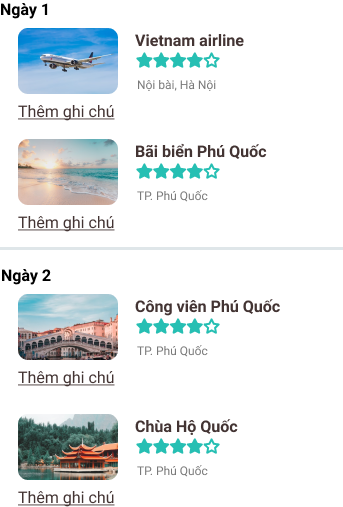 Ngày 1
Vietnam airline
Nội bài, Hà Nội
Thêm ghi chú
Bãi biển Phú Quốc
TP. Phú Quốc
Thêm ghi chú
Ngày 2
Công viên Phú Quốc
TP. Phú Quốc
Thêm ghi chú
Chùa Hộ Quốc
TP. Phú Quốc
Thêm ghi chú